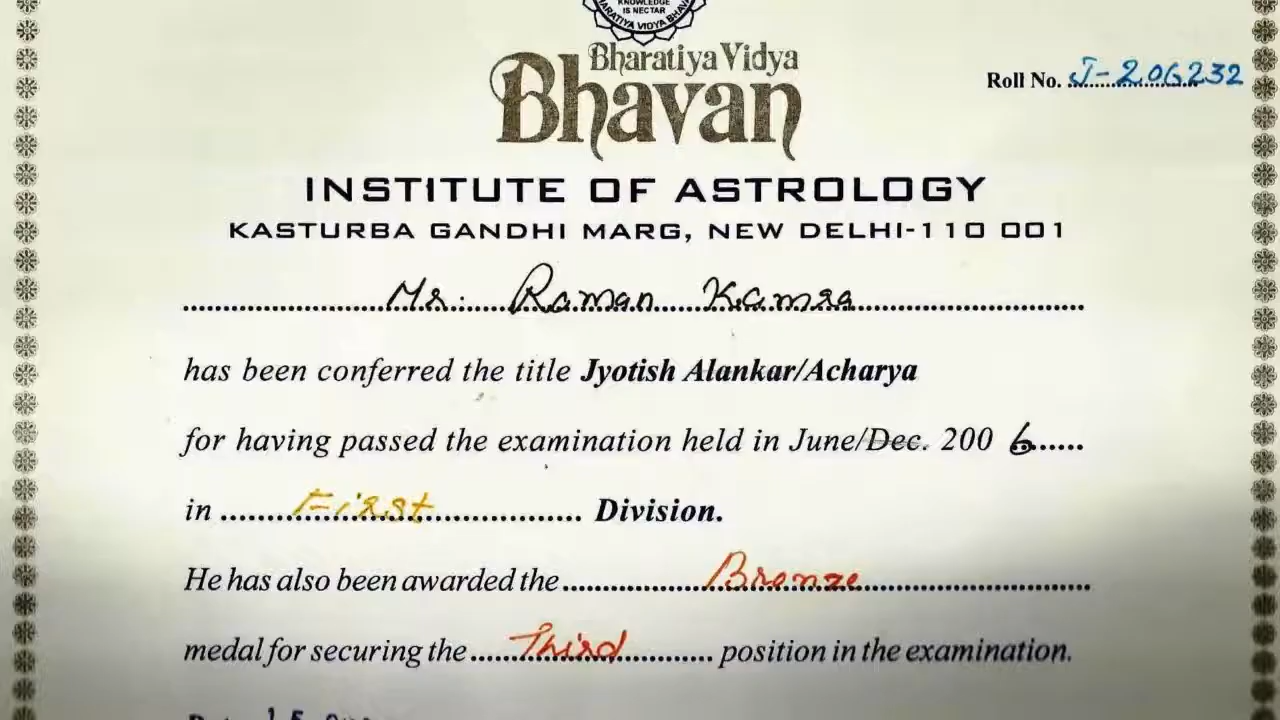 KNOWLEDGE
IS NECTAR
BHARATIYA VIDYA BHAVAN
Bharatiya Vidya
Bhavan
Roll No. J-206232
INSTITUTE OF ASTROLOGY
KASTURBA GANDHI MARG, NEW DELHI-110 001
Mr. Raman Kamra
has been conferred the title Jyotish Alankar/Acharya
for having passed the examination held in June/Dec. 2006
in First Division.
He has also been awarded the Bronze
medal for securing the Third position in the examination.